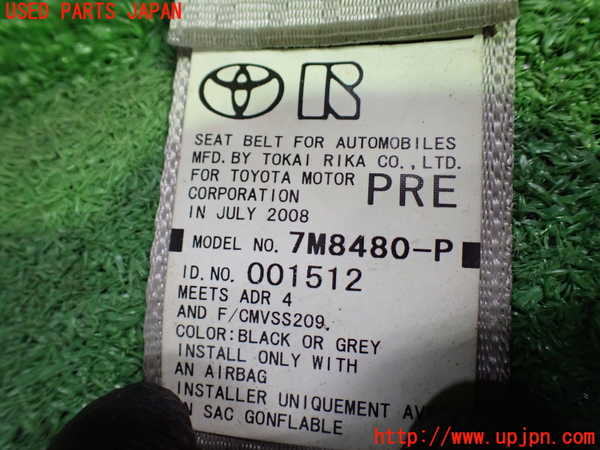 USED PARTS JAPAN
SEAT BELT FOR AUTOMOBILES
MFD. BY TOKAI RIKA CO., LTD.
FOR TOYOTA MOTOR
CORPORATION
PRE
IN JULY 2008
MODEL NO. 7M8480-P
ID. NO. 001512
MEETS ADR 4
AND F/CMVSS209.
COLOR:BLACK OR GREY
INSTALL ONLY WITH
AN AIRBAG
INSTALLER UNIQUEMENT
SAC GONFLABLE
http://www.upjpn.com/